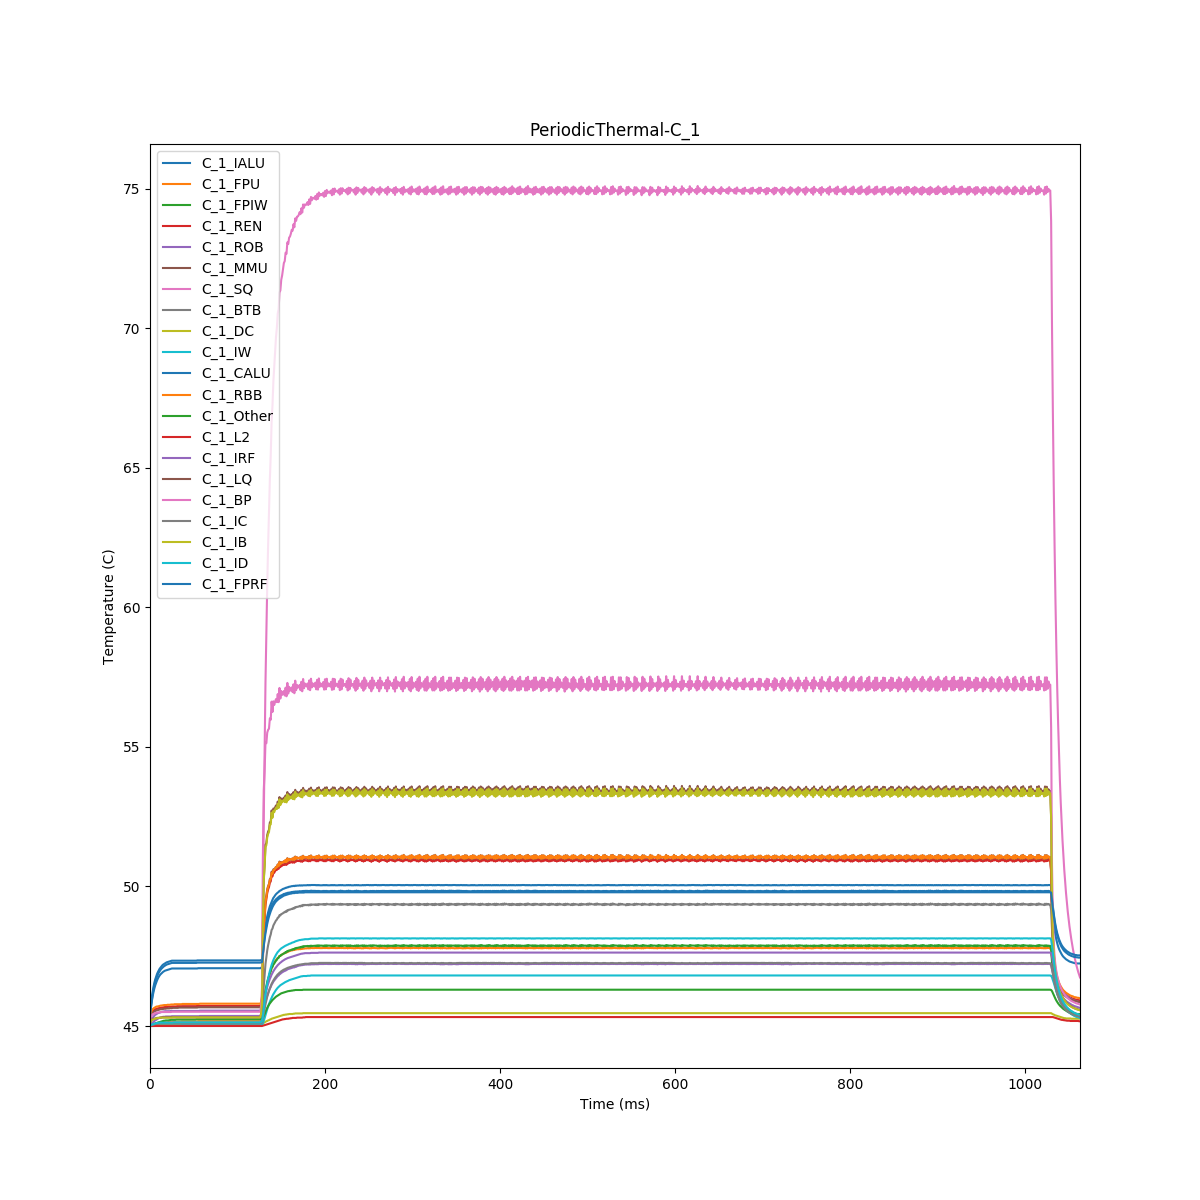 PeriodicThermal-C_1
C_1_IALU
C_1_FPU
C_1_FPIW
C_1_REN
C_1_ROB
C_1_MMU
C_1_SQ
C_1_BTB
C_1_DC
C_1_IW
C_1_CALU
C_1_RBB
C_1_Other
C_1_L2
C_1_IRF
C_1_LQ
C_1_BP
C_1_IC
C_1_IB
C_1_ID
C_1_FPRF
75
70
65
60
55
50
45
Temperature (C)
0 200 400 600 800 1000
Time (ms)